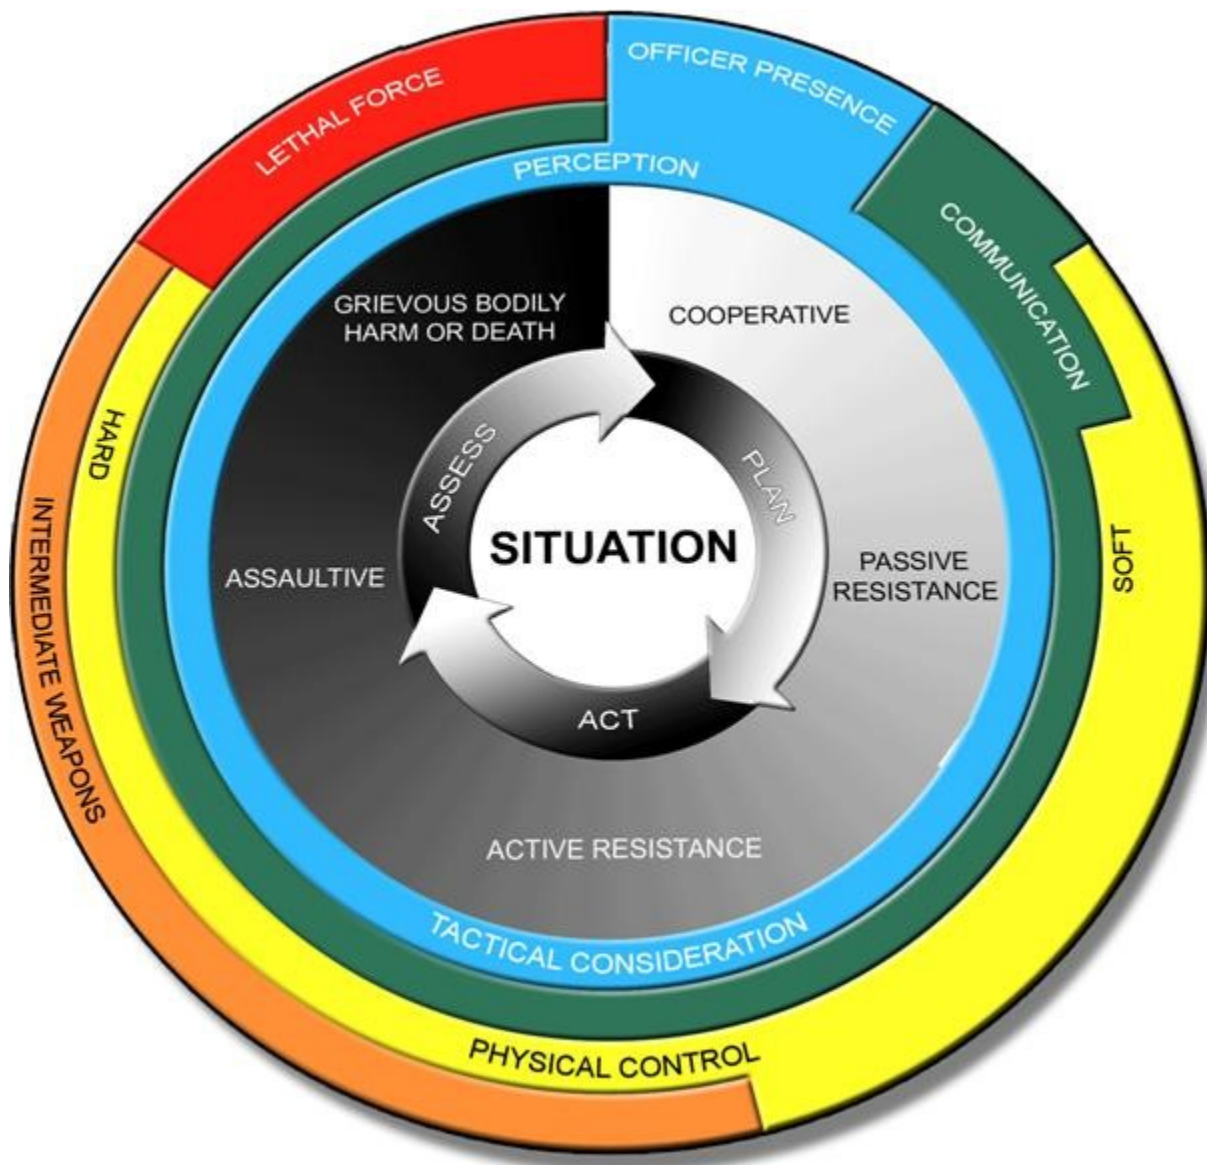 LETHAL FORCE
OFFICER PRESENCE
PERCEPTION
COMMUNICATION
GRIEVOUS BODILY
HARM OR DEATH
COOPERATIVE
ASSESS
PLAN
HARD
SITUATION
SOFT
INTERMEDIATE WEAPONS
ASSAULTIVE
PASSIVE
RESISTANCE
ACT
ACTIVE RESISTANCE
TACTICAL CONSIDERATION
PHYSICAL CONTROL